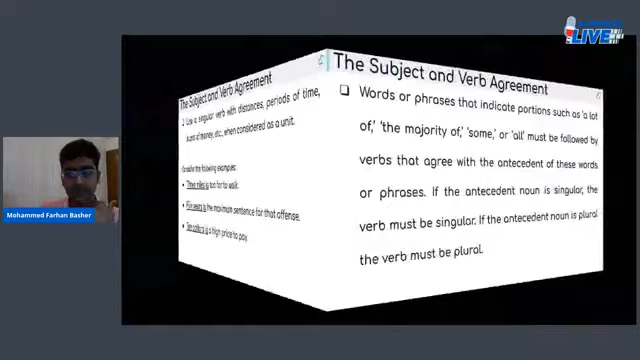 LIVE
The Subject and Verb Agreement
Use a singular verb with distances, periods of time,
sums of money, etc., when considered as a unit.
Consider the following examples:
Three miles is too far to walk.
Five years is the maximum sentence for that offense.
Ten dollars is a high price to pay.
The Subject and Verb Agreement
❑ Words or phrases that indicate portions such as 'a lot
of,' 'the majority of,' 'some,' or 'all' must be followed by
verbs that agree with the antecedent of these words
or phrases. If the antecedent noun is singular, the
verb must be singular. If the antecedent noun is plural
the verb must be plural.
Mohammed Farhan Basher